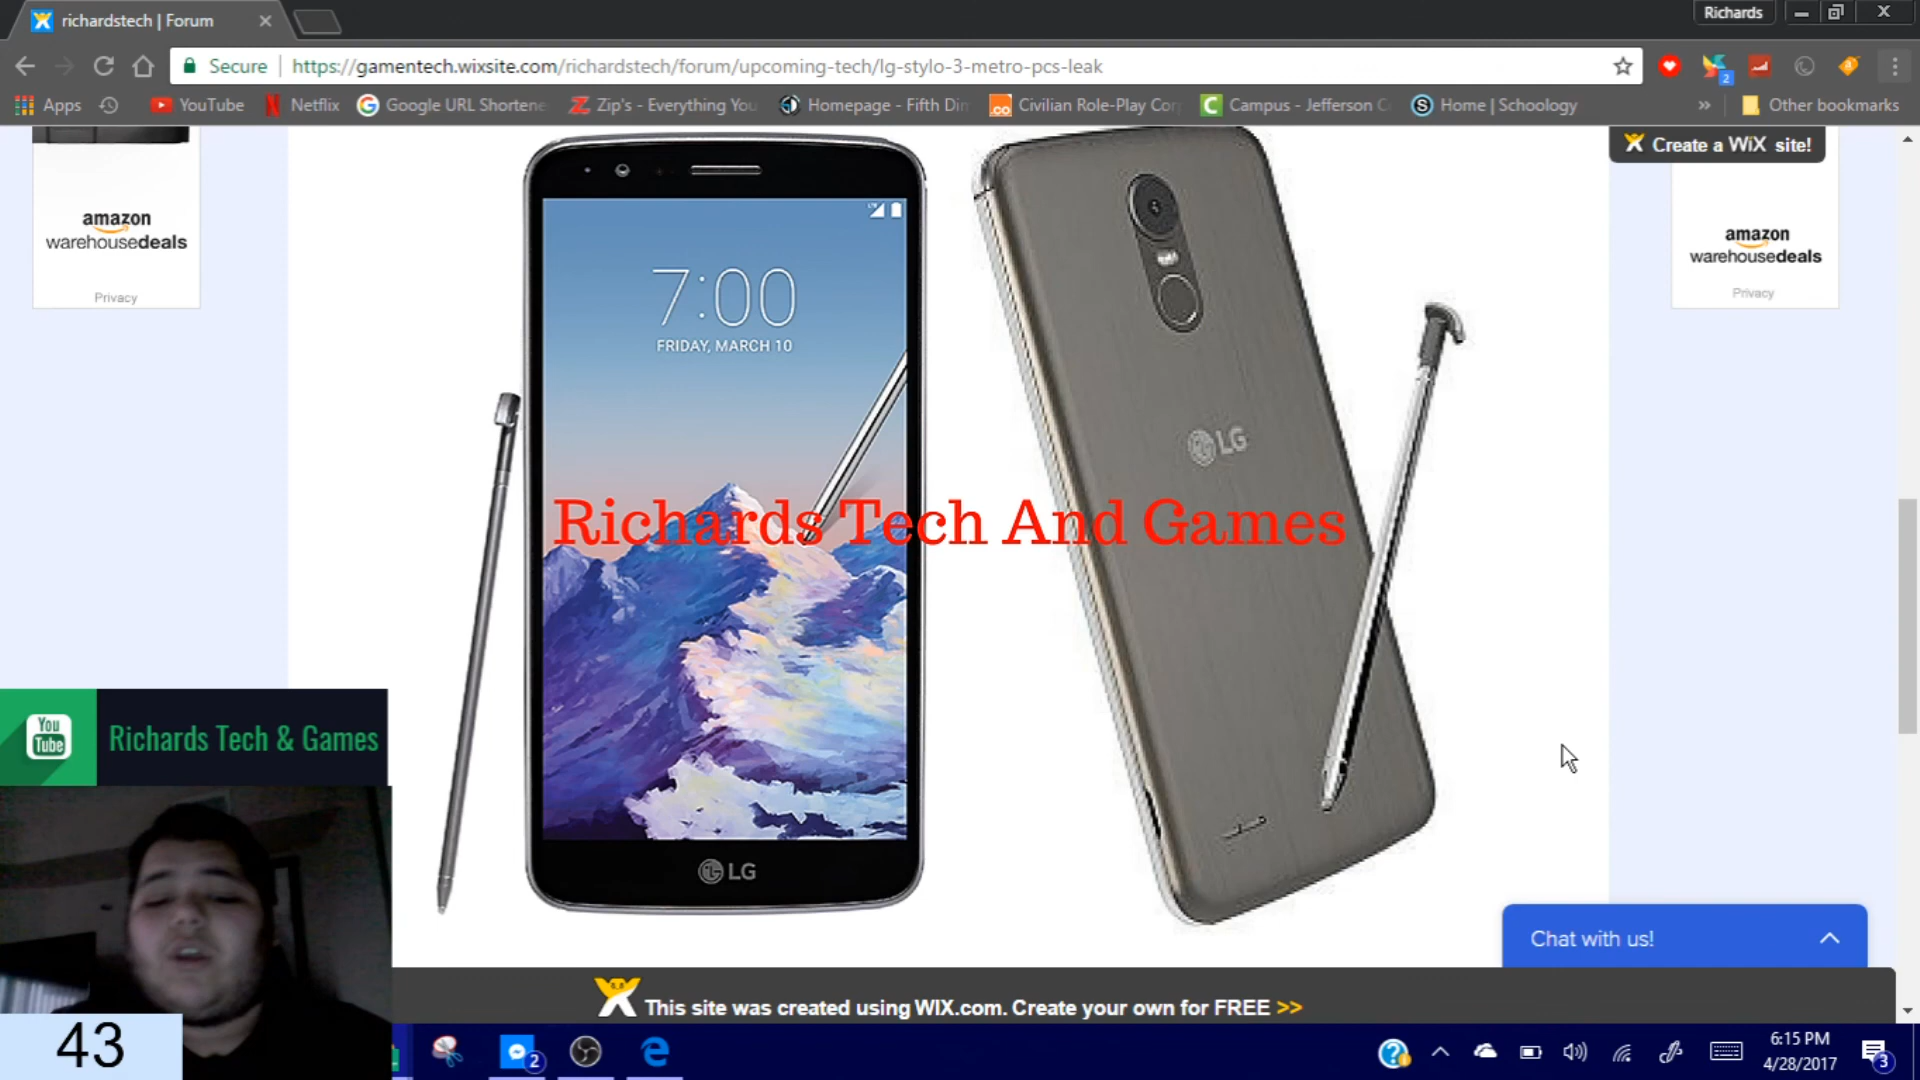 richardstech | Forum
Richards
Secure
https://gamentech.wixsite.com/richardstech/forum/upcoming-tech/lg-stylo-3-metro-pcs-leak
2
Apps
YouTube
Netflix
Google URL Shortene
Zip's - Everything You
Homepage - Fifth Dim
Civilian Role-Play Cor
Campus - Jefferson C
Home | Schoology
»
Other bookmarks
Create a WiX site!
amazon
warehousedeals
Privacy
amazon
warehousedeals
Privacy
7:00
FRIDAY, MARCH 10
LG
LG
Richards Tech And Games
You
Tube
Richards Tech & Games
Chat with us!
This site was created using WIX.com. Create your own for FREE >>
43
2
6:15 PM
4/28/2017
3